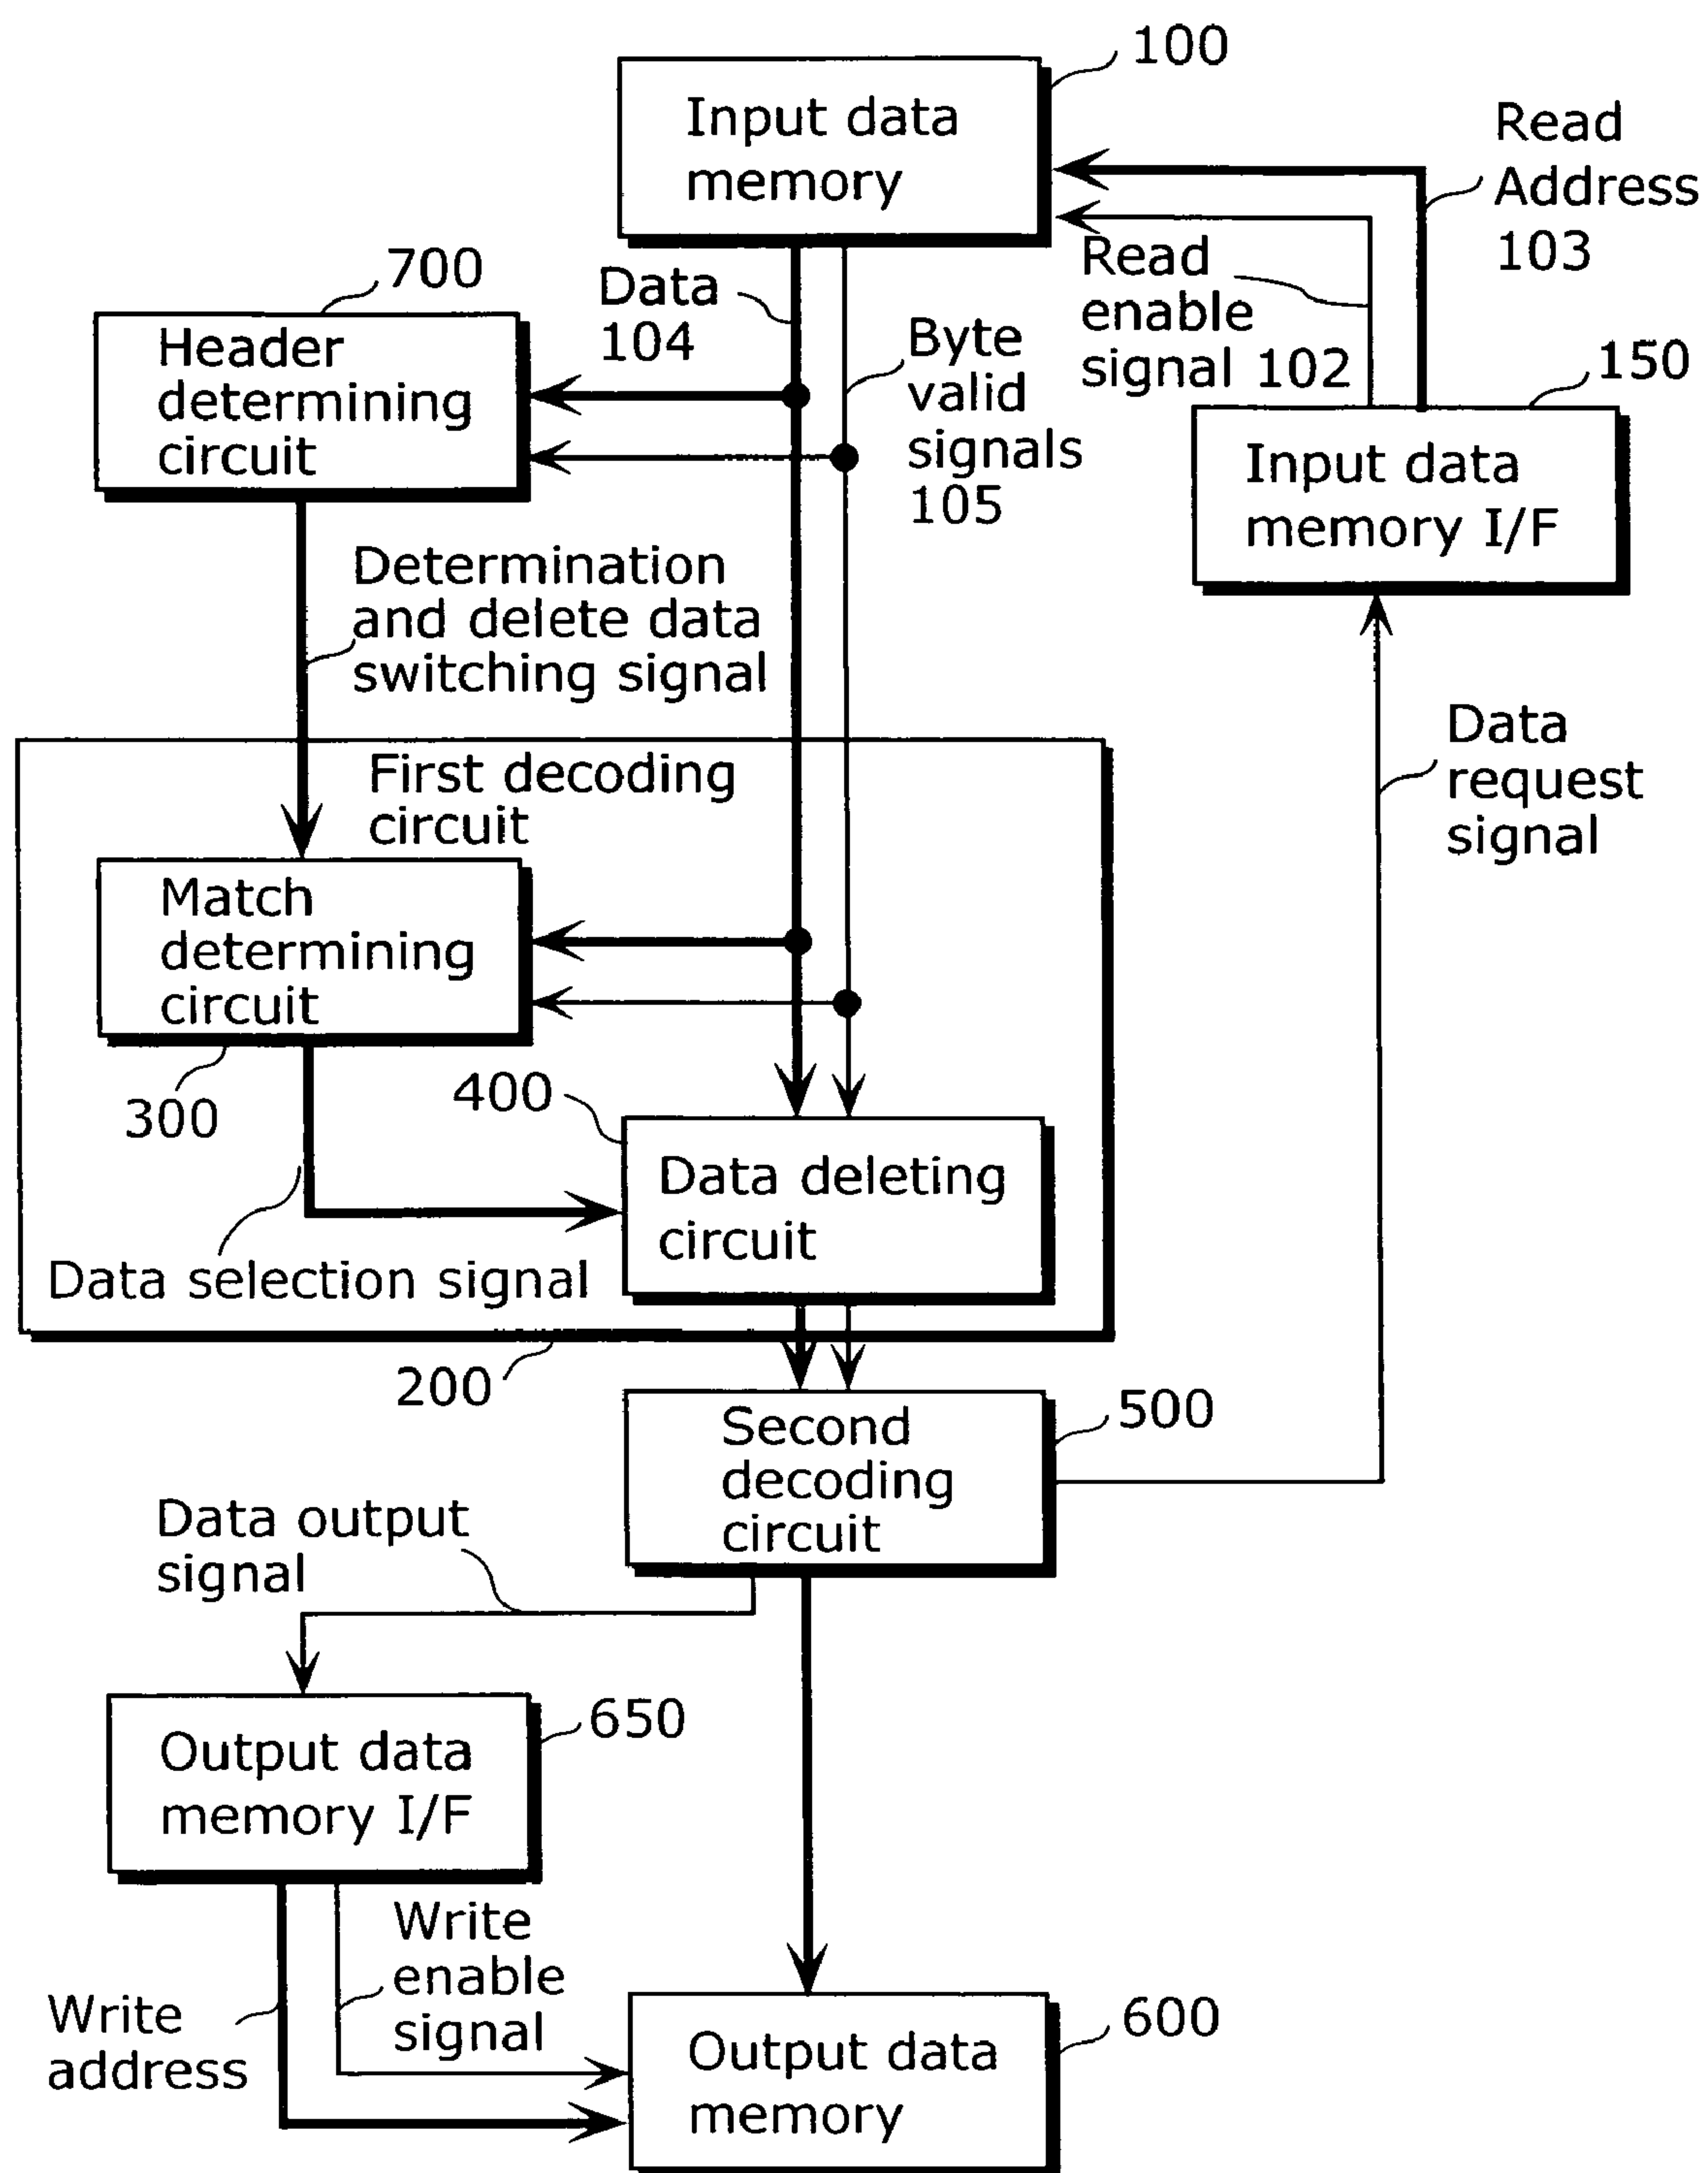 100
Input data
memory
Read
Address
103
Read
enable
signal 102
700
Data
104
Byte
valid
signals
105
Header
determining
circuit
150
Input data
memory I/F
Determination
and delete data
switching signal
Data
request
signal
First decoding
circuit
Match
determining
circuit
300
400
Data deleting
circuit
Data selection signal
200
Second
decoding
circuit
500
Data output
signal
Output data
memory I/F
650
Write
enable
signal
Write
address
Output data
memory
600